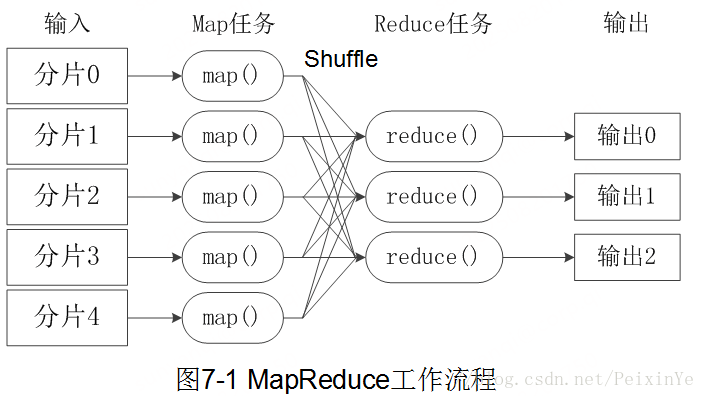 输入 Map任务 Reduce任务 输出
Shuffle
分片0 map()
分片1 map() reduce() 输出0
分片2 map() reduce() 输出1
分片3 map() reduce() 输出2
分片4 map()
图7-1 MapReduce工作流程
blog.csdn.net/PeixinYe